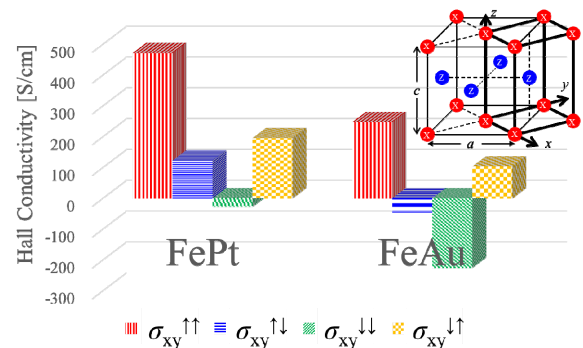 Hall Conductivity [S/cm]
500
400
300
200
100
0
-100
-200
-300
FePt
FeAu
z
y
x
c
a
X X
X X
X X
Z
Z Z
Z
X X
X X
X X
σxy↑↑ σxy↑↓ σxy↓↓ σxy↓↑